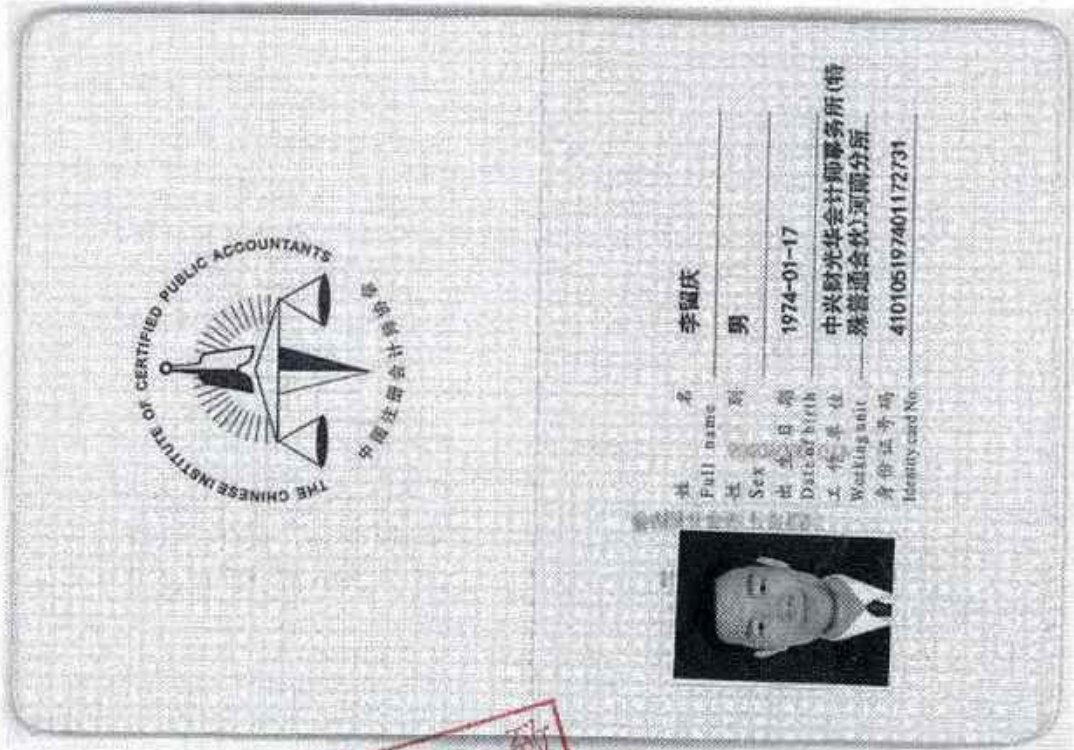 THE CHINESE INSTITUTE OF CERTIFIED PUBLIC ACCOUNTANTS
中国注册会计师协会
姓 名 李留庆
Full name
性 别 男
Sex
出 生 日 期 1974-01-17
Date of birth
工 作 单 位 中兴财光华会计师事务所(特
Working unit 殊普通合伙)河南分所
身份证号码 410105197401172731
Identity card No